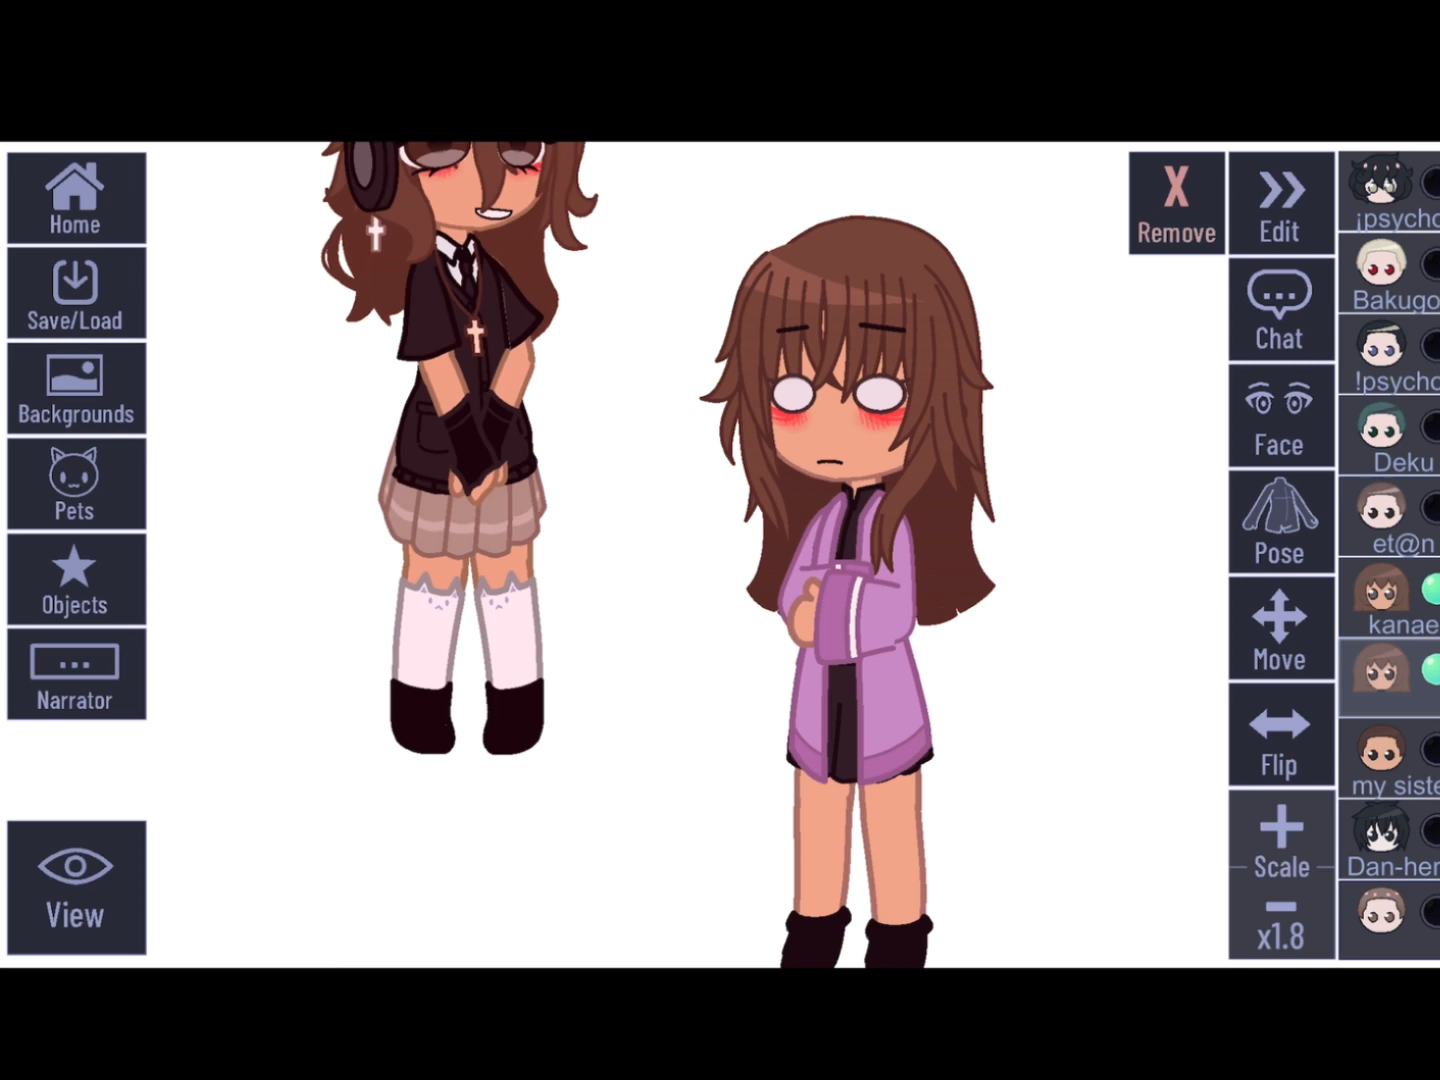 Home
Save/Load
Backgrounds
Pets
Objects
Narrator
View
X
Remove
Edit
Chat
Face
Pose
Move
Flip
Scale
x1.8
¡psycho
Bakugo
!psycho
Deku
et@n
kanae
my siste
Dan-her